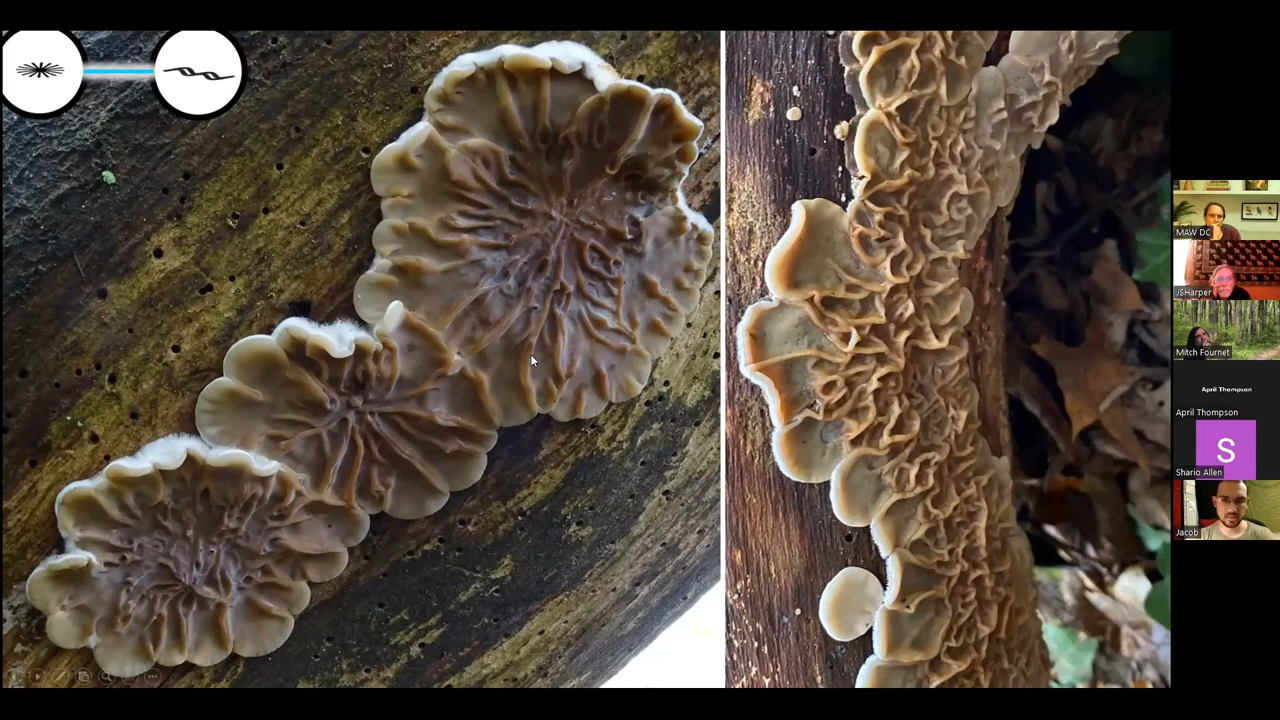 MAW DC
JSHarper
Mitch Fournet
April Thompson
April Thompson
S
Shario Allen
Jacob